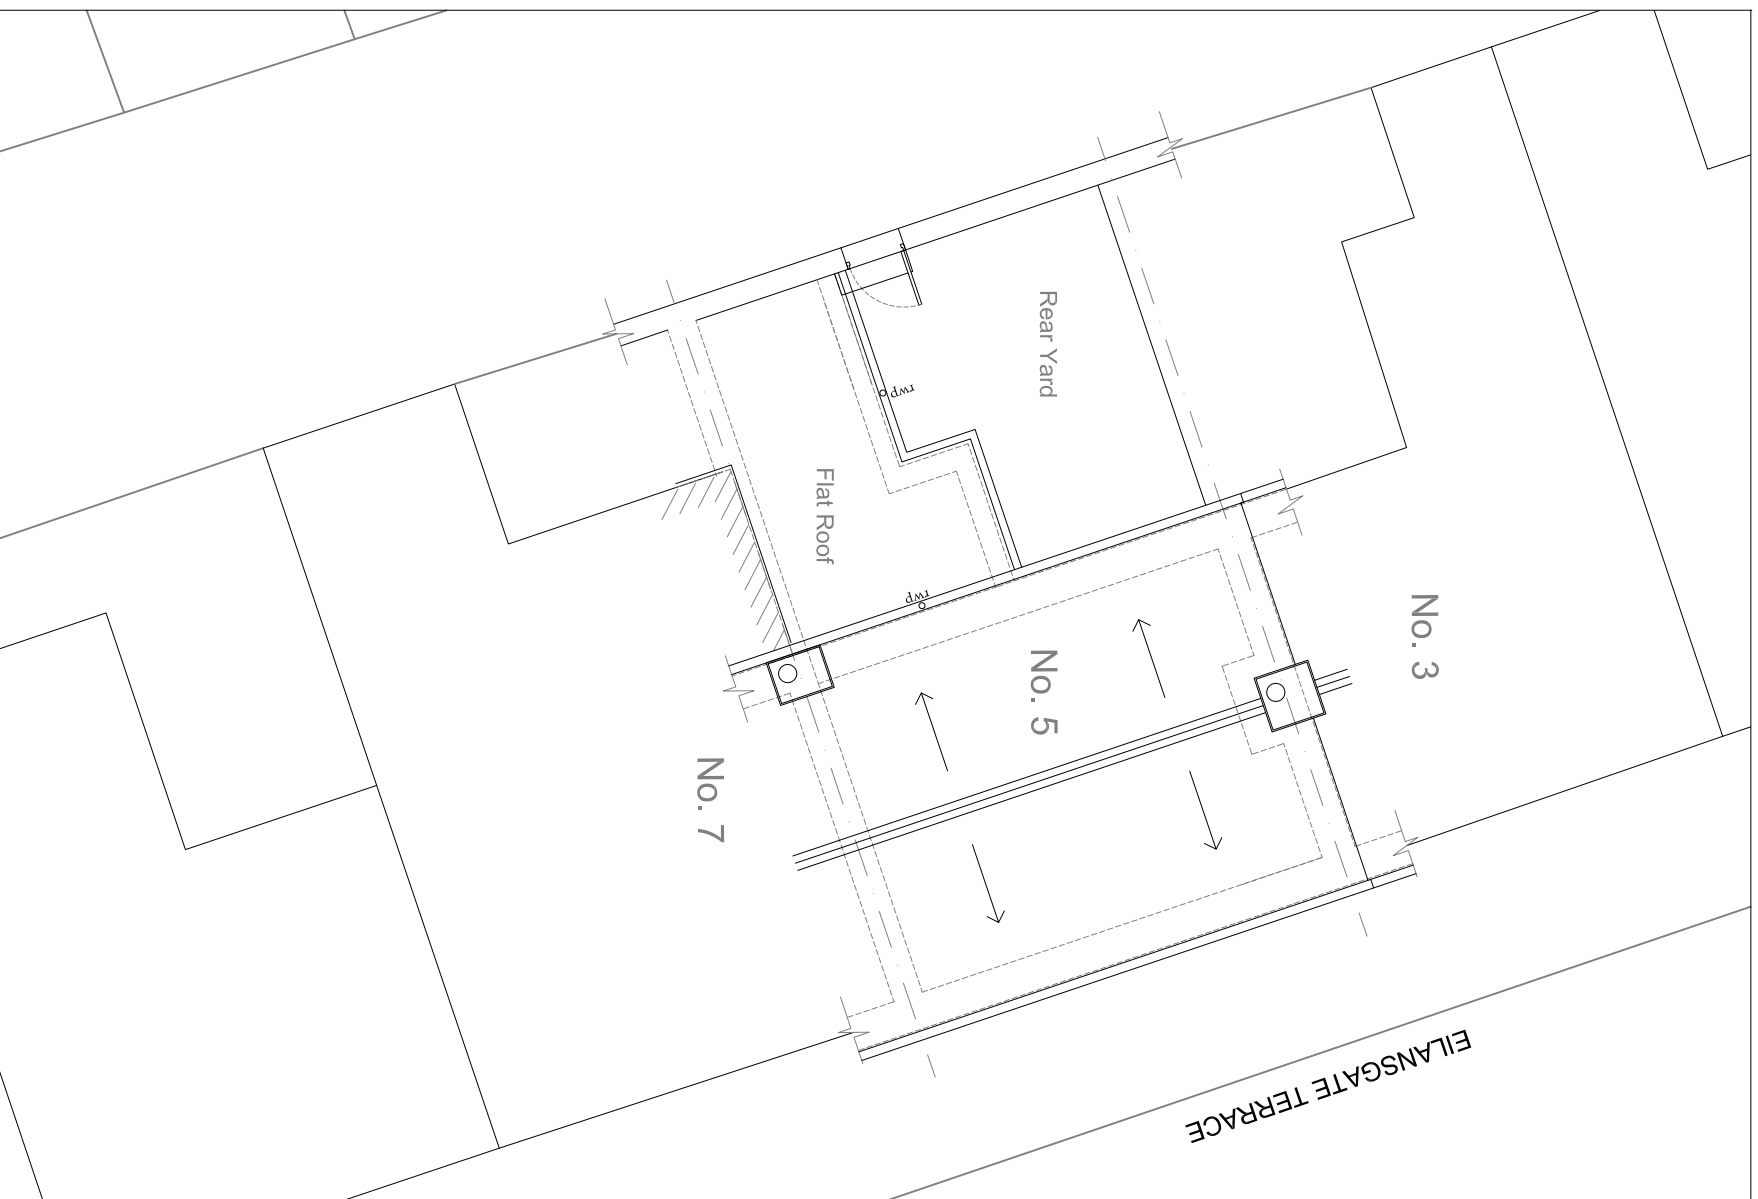 Rear Yard
rwp
Flat Roof
rwp
No. 3
No. 5
No. 7
EILANSGATE TERRACE